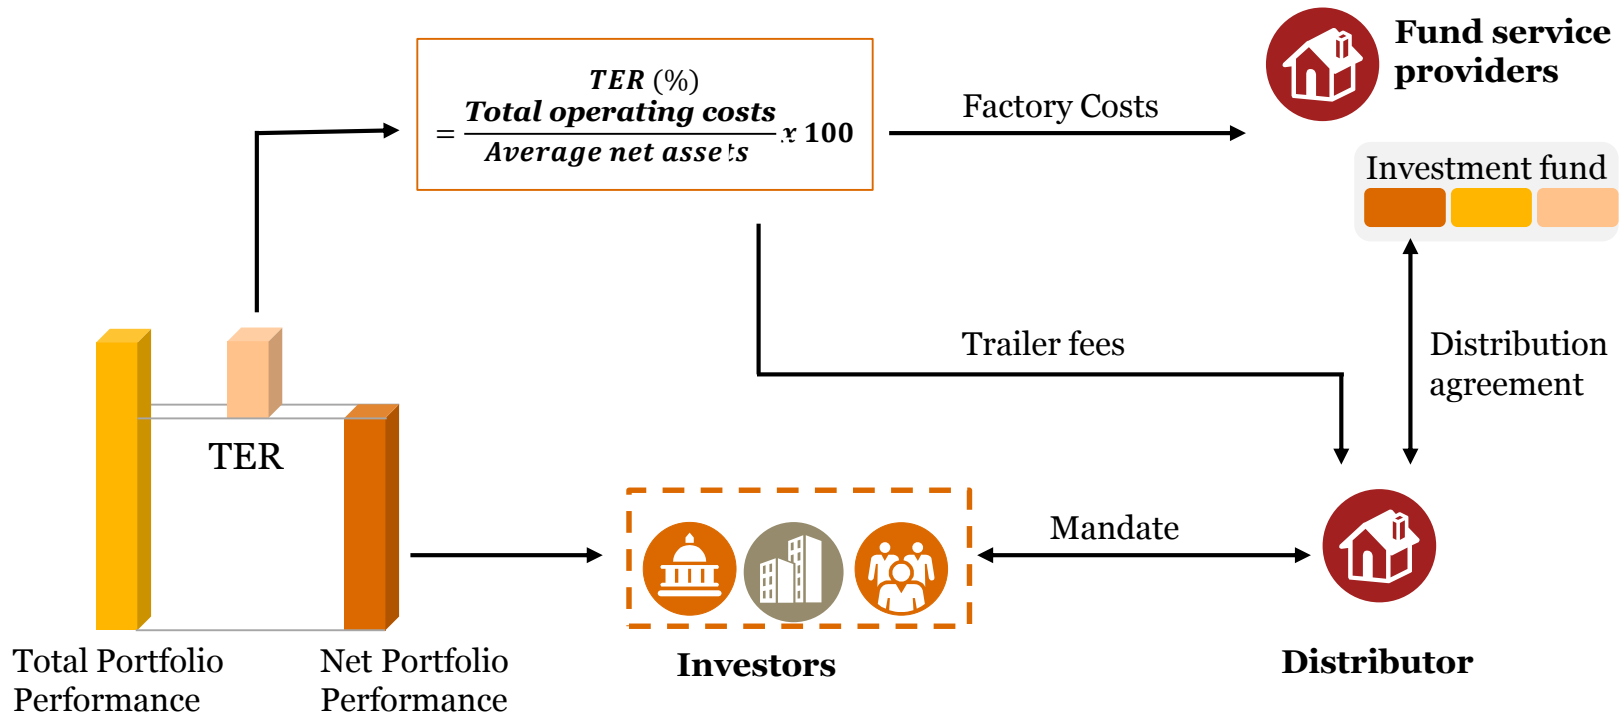 Fund service
providers
TER (%)
= Total operating costs / Average net assets x 100
Factory Costs
Investment fund
Trailer fees
Distribution
agreement
TER
Mandate
Total Portfolio
Performance
Net Portfolio
Performance
Investors
Distributor